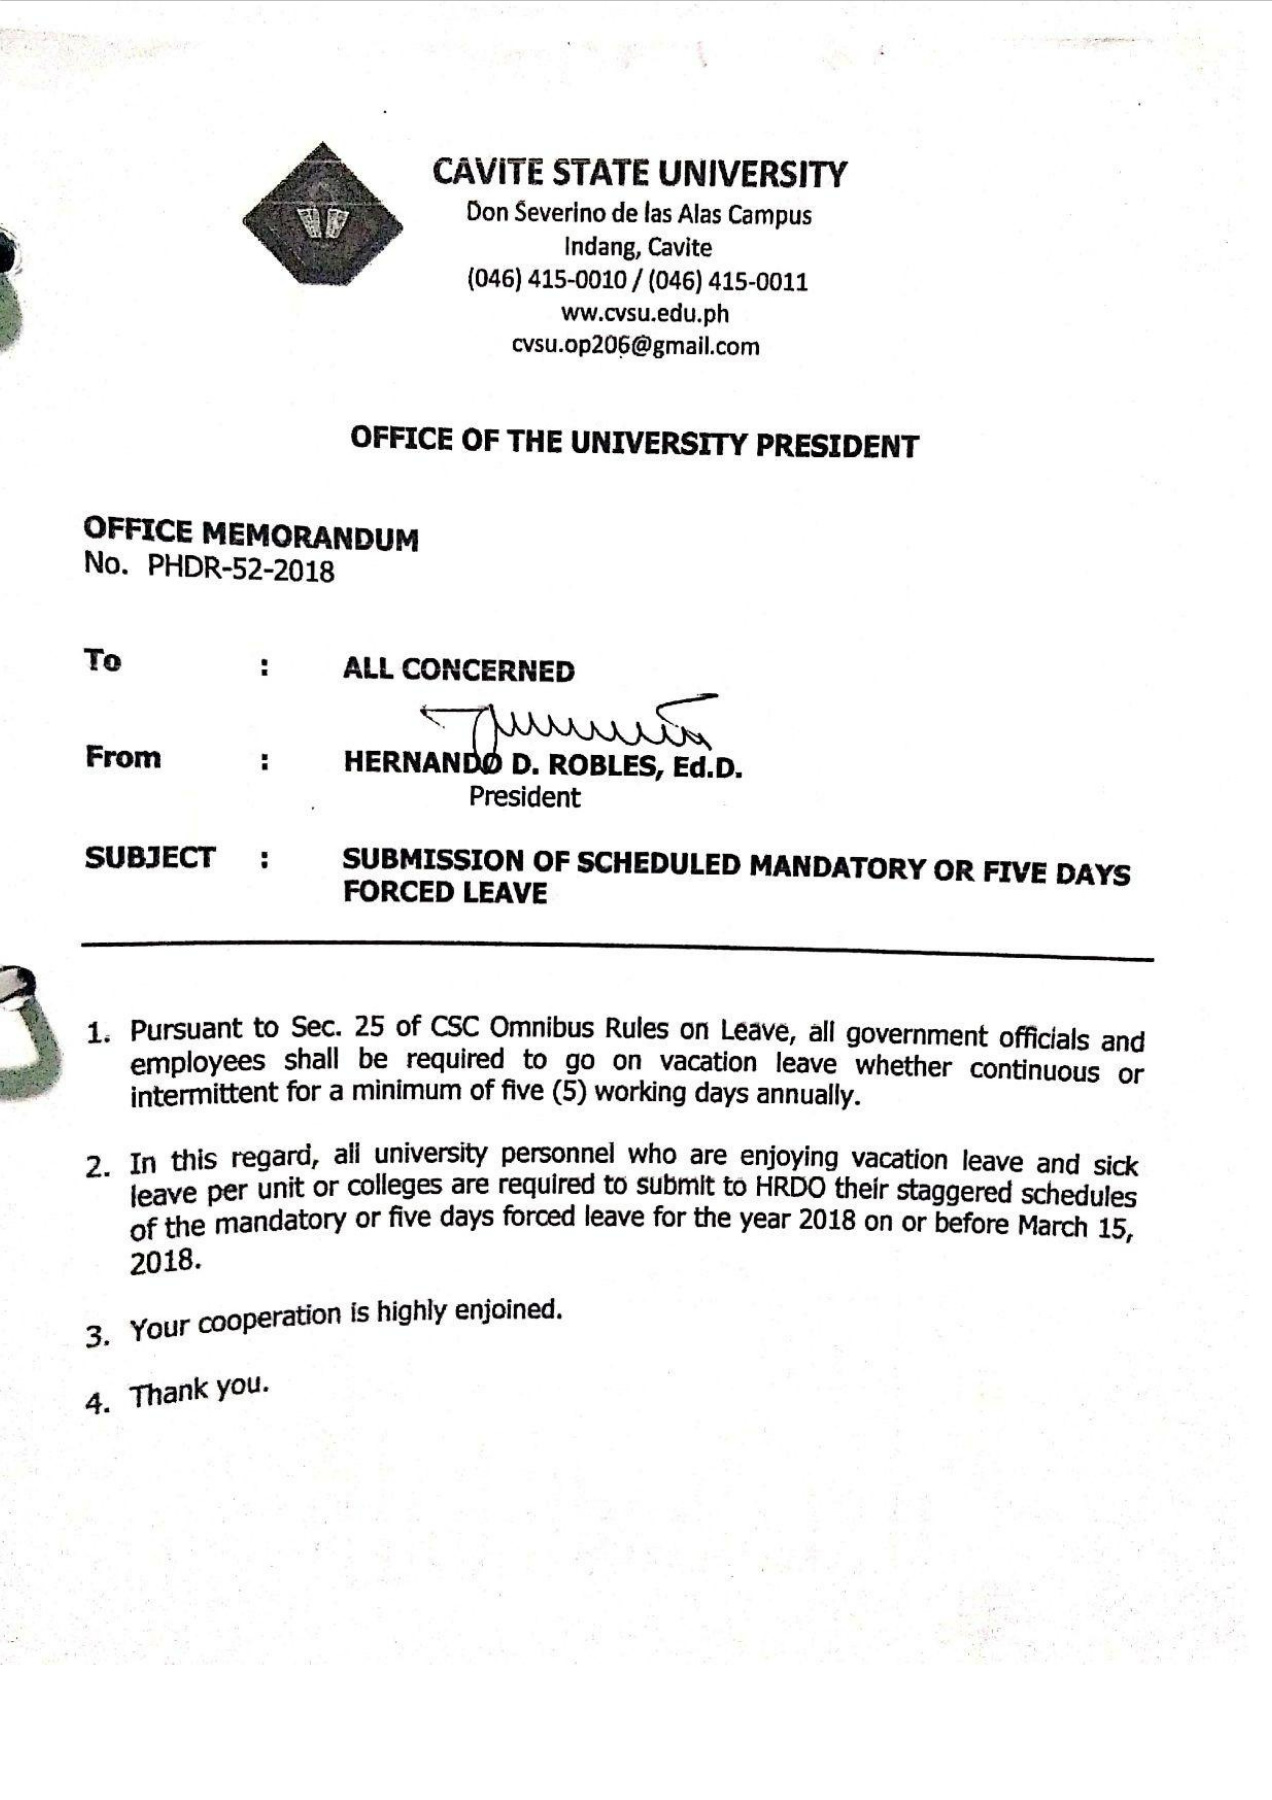 CAVITE STATE UNIVERSITY
Don Severino de las Alas Campus
Indang, Cavite
(046) 415-0010 / (046) 415-0011
ww.cvsu.edu.ph
cvsu.op206@gmail.com
OFFICE OF THE UNIVERSITY PRESIDENT
OFFICE MEMORANDUM
No. PHDR-52-2018
To : ALL CONCERNED
From : HERNANDO D. ROBLES, Ed.D.
President
SUBJECT : SUBMISSION OF SCHEDULED MANDATORY OR FIVE DAYS
FORCED LEAVE
1. Pursuant to Sec. 25 of CSC Omnibus Rules on Leave, all government officials and
employees shall be required to go on vacation leave whether continuous or
intermittent for a minimum of five (5) working days annually.
2. In this regard, all university personnel who are enjoying vacation leave and sick
leave per unit or colleges are required to submit to HRDO their staggered schedules
of the mandatory or five days forced leave for the year 2018 on or before March 15,
2018.
3. Your cooperation is highly enjoined.
4. Thank you.